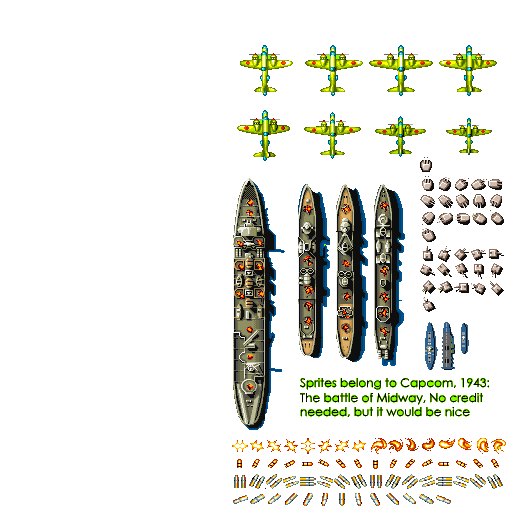 Sprites belong to Capcom, 1943:
The battle of Midway, No credit
needed, but it would be nice